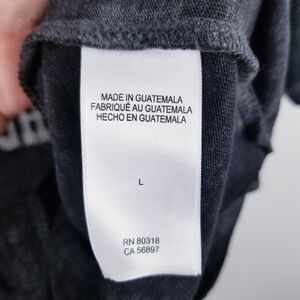 MADE IN GUATEMALA
FABRIQUÉ AU GUATEMALA
HECHO EN GUATEMALA
L
RN 80318
CA 56897